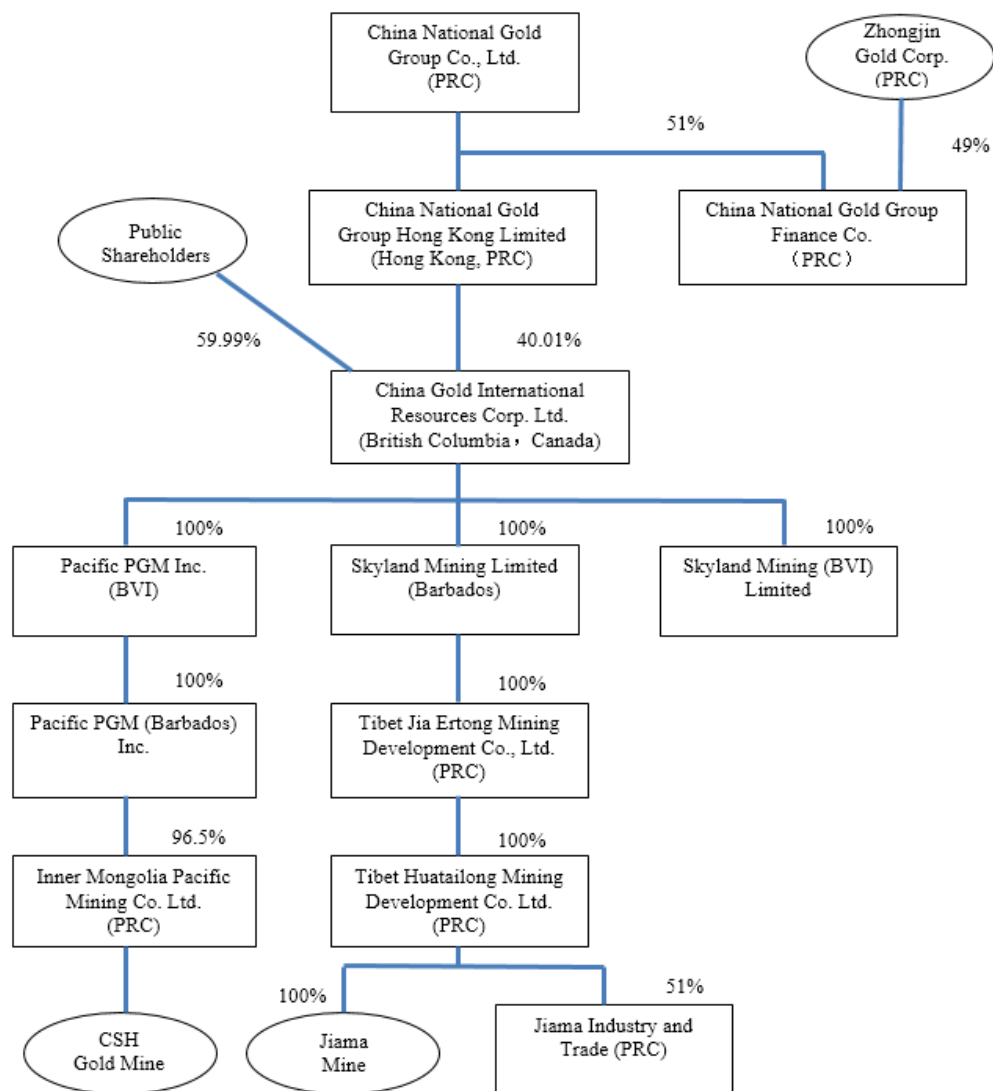 China National Gold
Group Co., Ltd.
(PRC)
Zhongjin
Gold Corp.
(PRC)
51%
49%
Public
Shareholders
China National Gold
Group Hong Kong Limited
(Hong Kong, PRC)
China National Gold Group
Finance Co.
（PRC）
59.99%
40.01%
China Gold International
Resources Corp. Ltd.
(British Columbia，Canada)
100%
100%
100%
Pacific PGM Inc.
(BVI)
Skyland Mining Limited
(Barbados)
Skyland Mining (BVI)
Limited
100%
100%
Pacific PGM (Barbados)
Inc.
Tibet Jia Ertong Mining
Development Co., Ltd.
(PRC)
96.5%
100%
Inner Mongolia Pacific
Mining Co. Ltd.
(PRC)
Tibet Huatailong Mining
Development Co. Ltd.
(PRC)
100%
51%
CSH
Gold Mine
Jiama
Mine
Jiama Industry and
Trade (PRC)